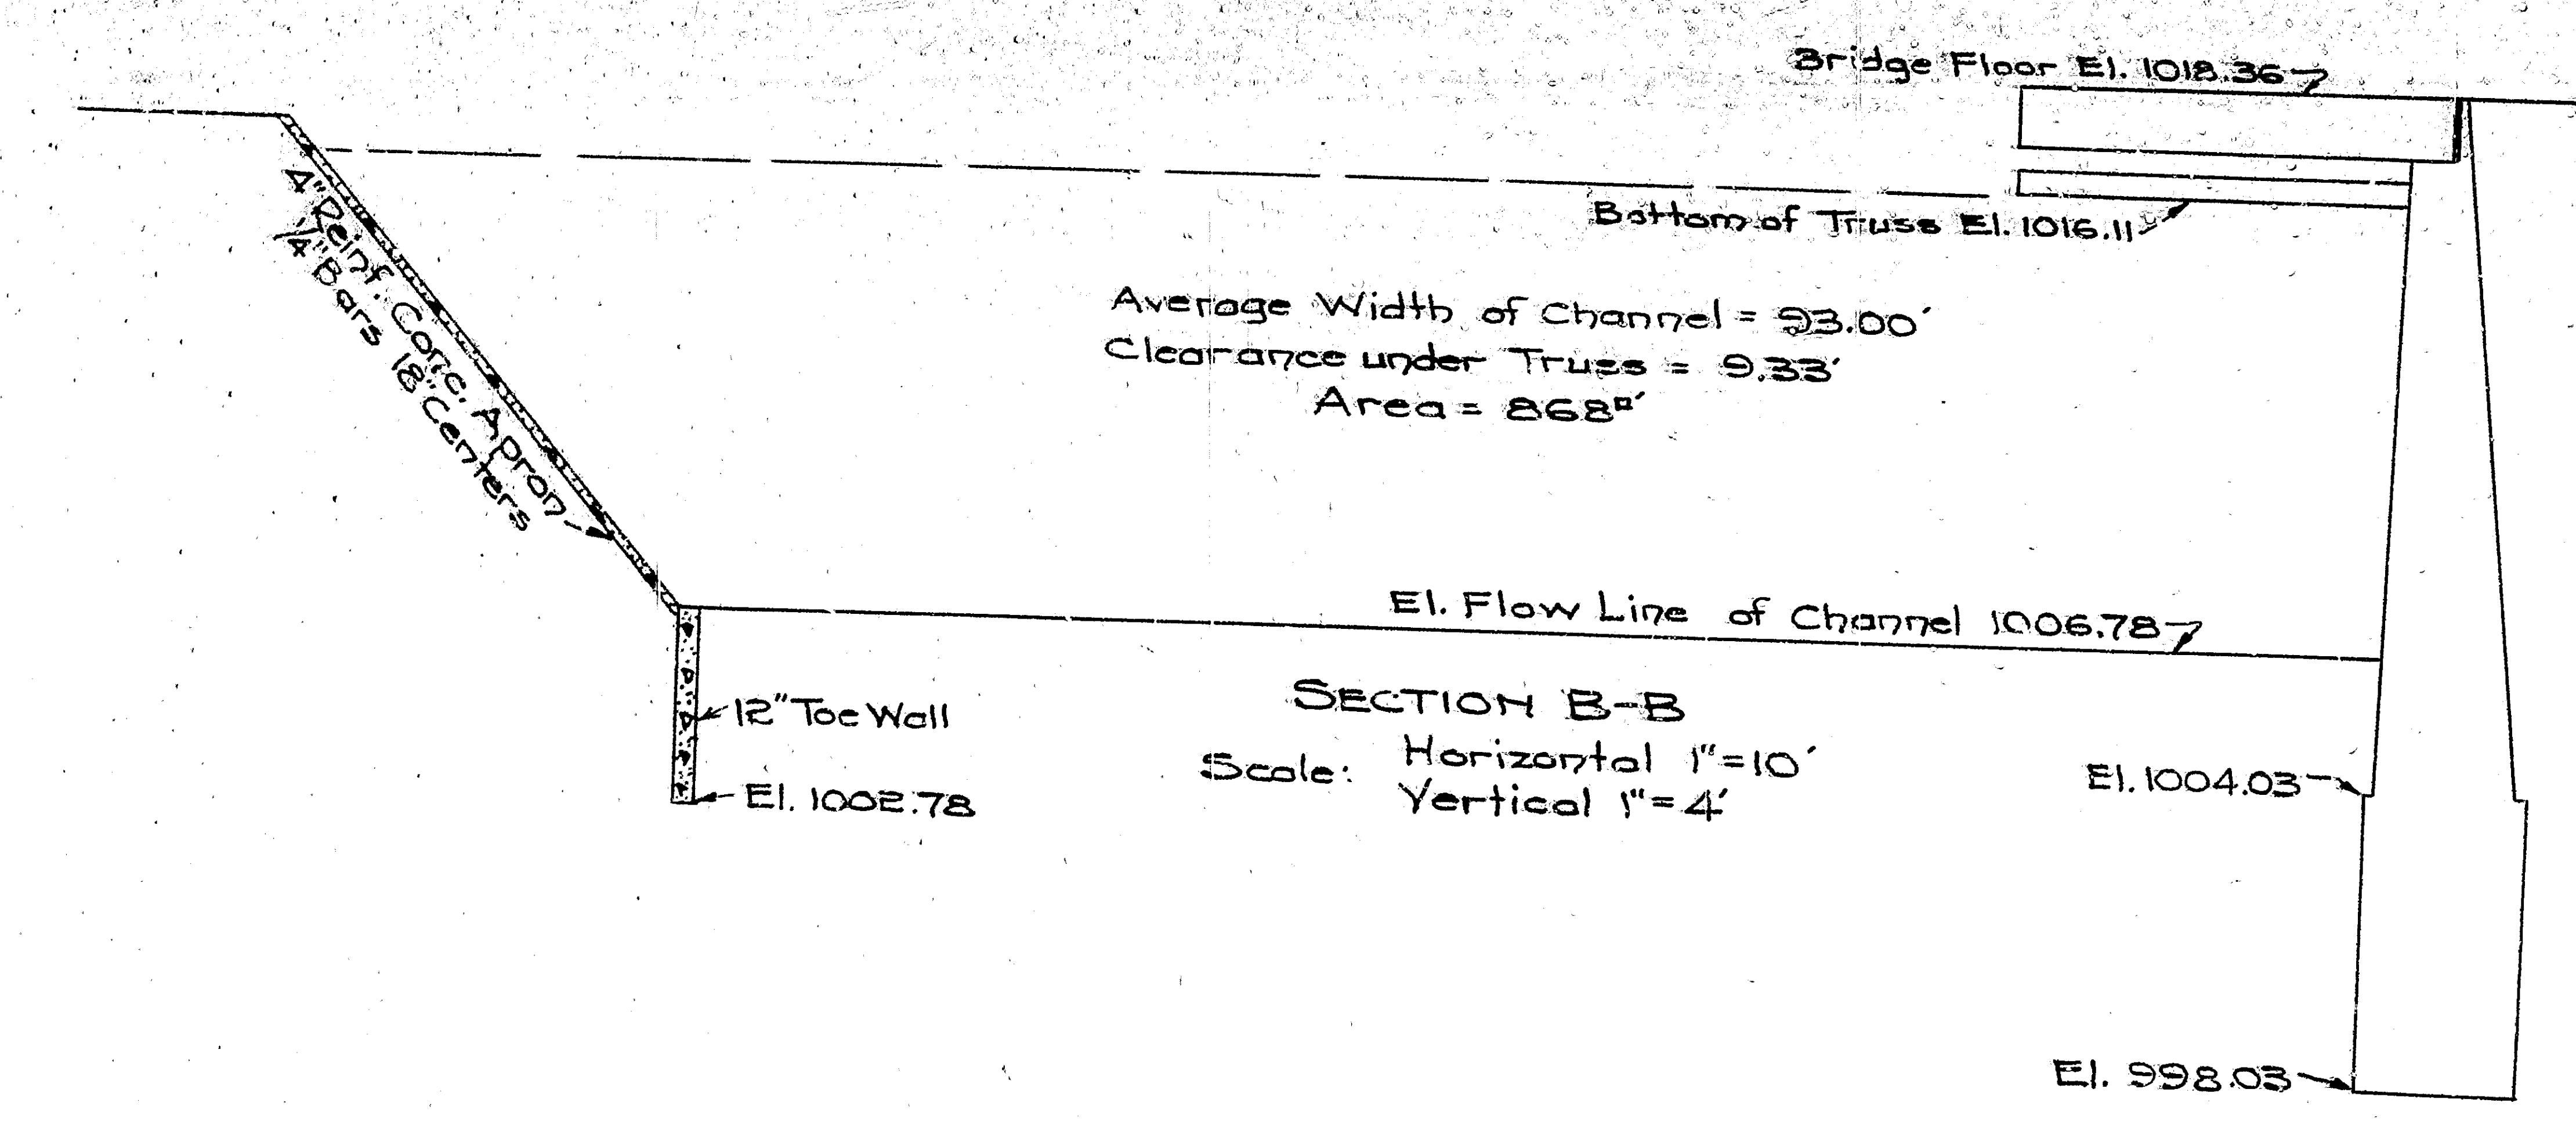 Bridge Floor El. 1018.36
Bottom of Truss El. 1016.11
4" Reinf. Conc. Apron
1/4" Bars 18" Centers
Average Width of Channel = 93.00'
Clearance under Truss = 9.33'
Area = 868□'
El. Flow Line of Channel 1006.78
12" Toe Wall
El. 1002.78
SECTION B-B
Scale: Horizontal 1"=10'
Vertical 1"=4'
El. 1004.03
El. 998.03